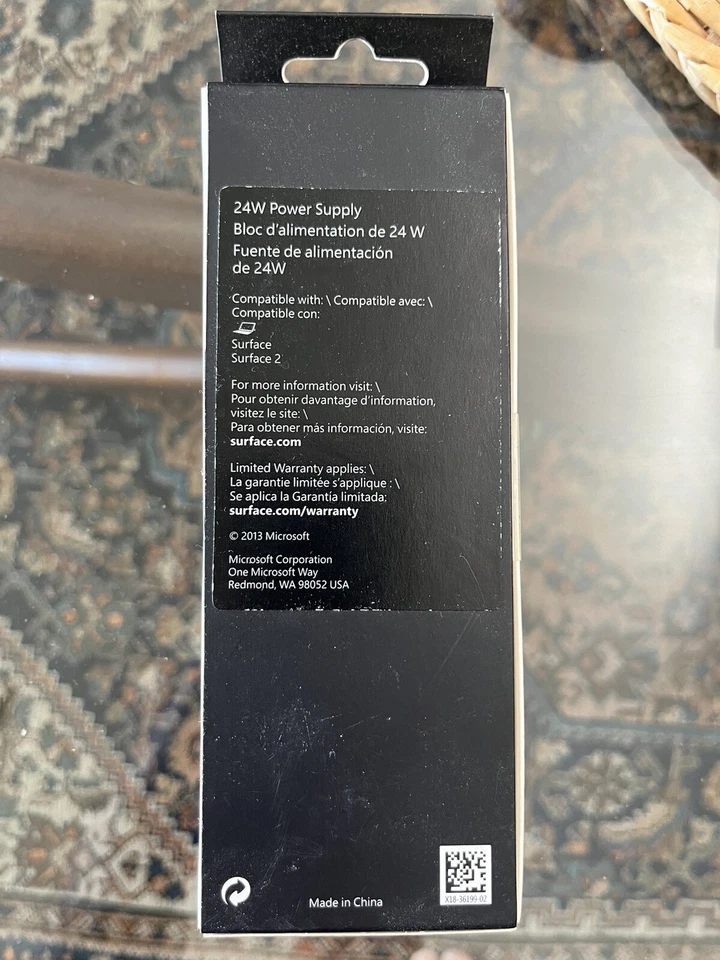 24W Power Supply
Bloc d'alimentation de 24 W
Fuente de alimentación
de 24W
Compatible with: \ Compatible avec: \
Compatible con:
Surface
Surface 2
For more information visit: \
Pour obtenir davantage d'information,
visitez le site: \
Para obtener más información, visite:
surface.com
Limited Warranty applies: \
La garantie limitée s'applique : \
Se aplica la Garantía limitada:
surface.com/warranty
© 2013 Microsoft
Microsoft Corporation
One Microsoft Way
Redmond, WA 98052 USA
Made in China
X18-36199-02